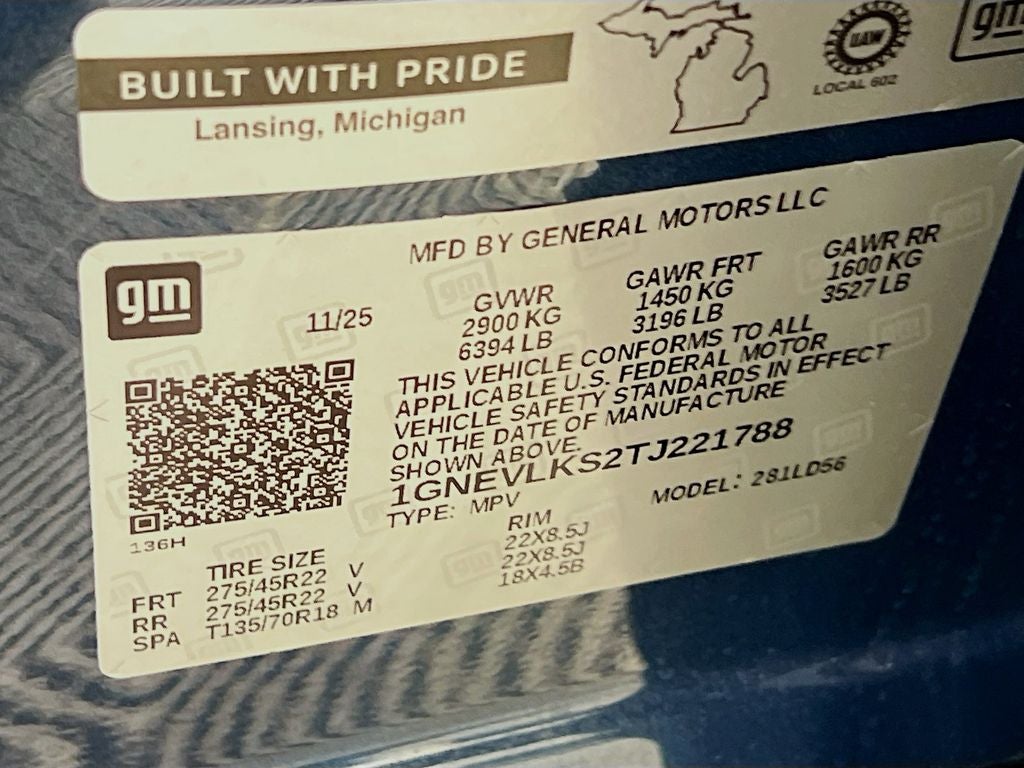 BUILT WITH PRIDE
Lansing, Michigan
UAW
LOCAL 602
gm
MFD BY GENERAL MOTORS LLC
gm
11/25
GVWR
2900 KG
6394 LB
GAWR FRT
1450 KG
3196 LB
GAWR RR
1600 KG
3527 LB
THIS VEHICLE CONFORMS TO ALL
APPLICABLE U.S. FEDERAL MOTOR
VEHICLE SAFETY STANDARDS IN EFFECT
ON THE DATE OF MANUFACTURE
SHOWN ABOVE.
1GNEVLKS2TJ221788
TYPE: MPV
MODEL: 281LD56
136H
TIRE SIZE RIM
FRT 275/45R22 V 22X8.5J
RR 275/45R22 V 22X8.5J
SPA T135/70R18 M 18X4.5B